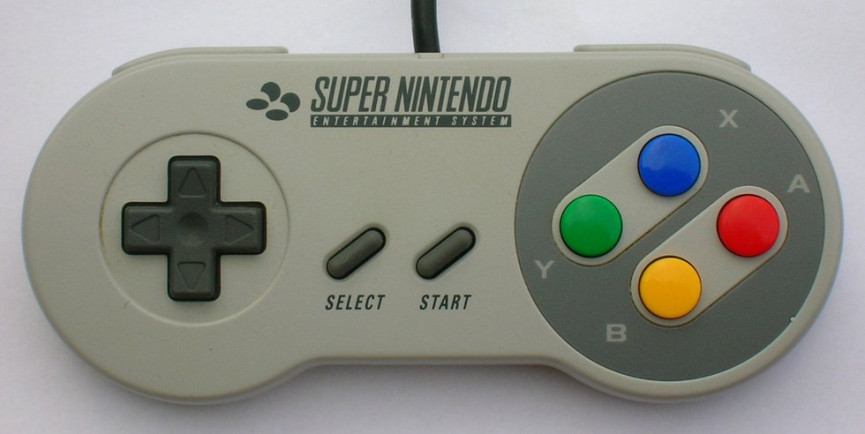 SUPER NINTENDO
ENTERTAINMENT SYSTEM
X
A
Y
B
SELECT START